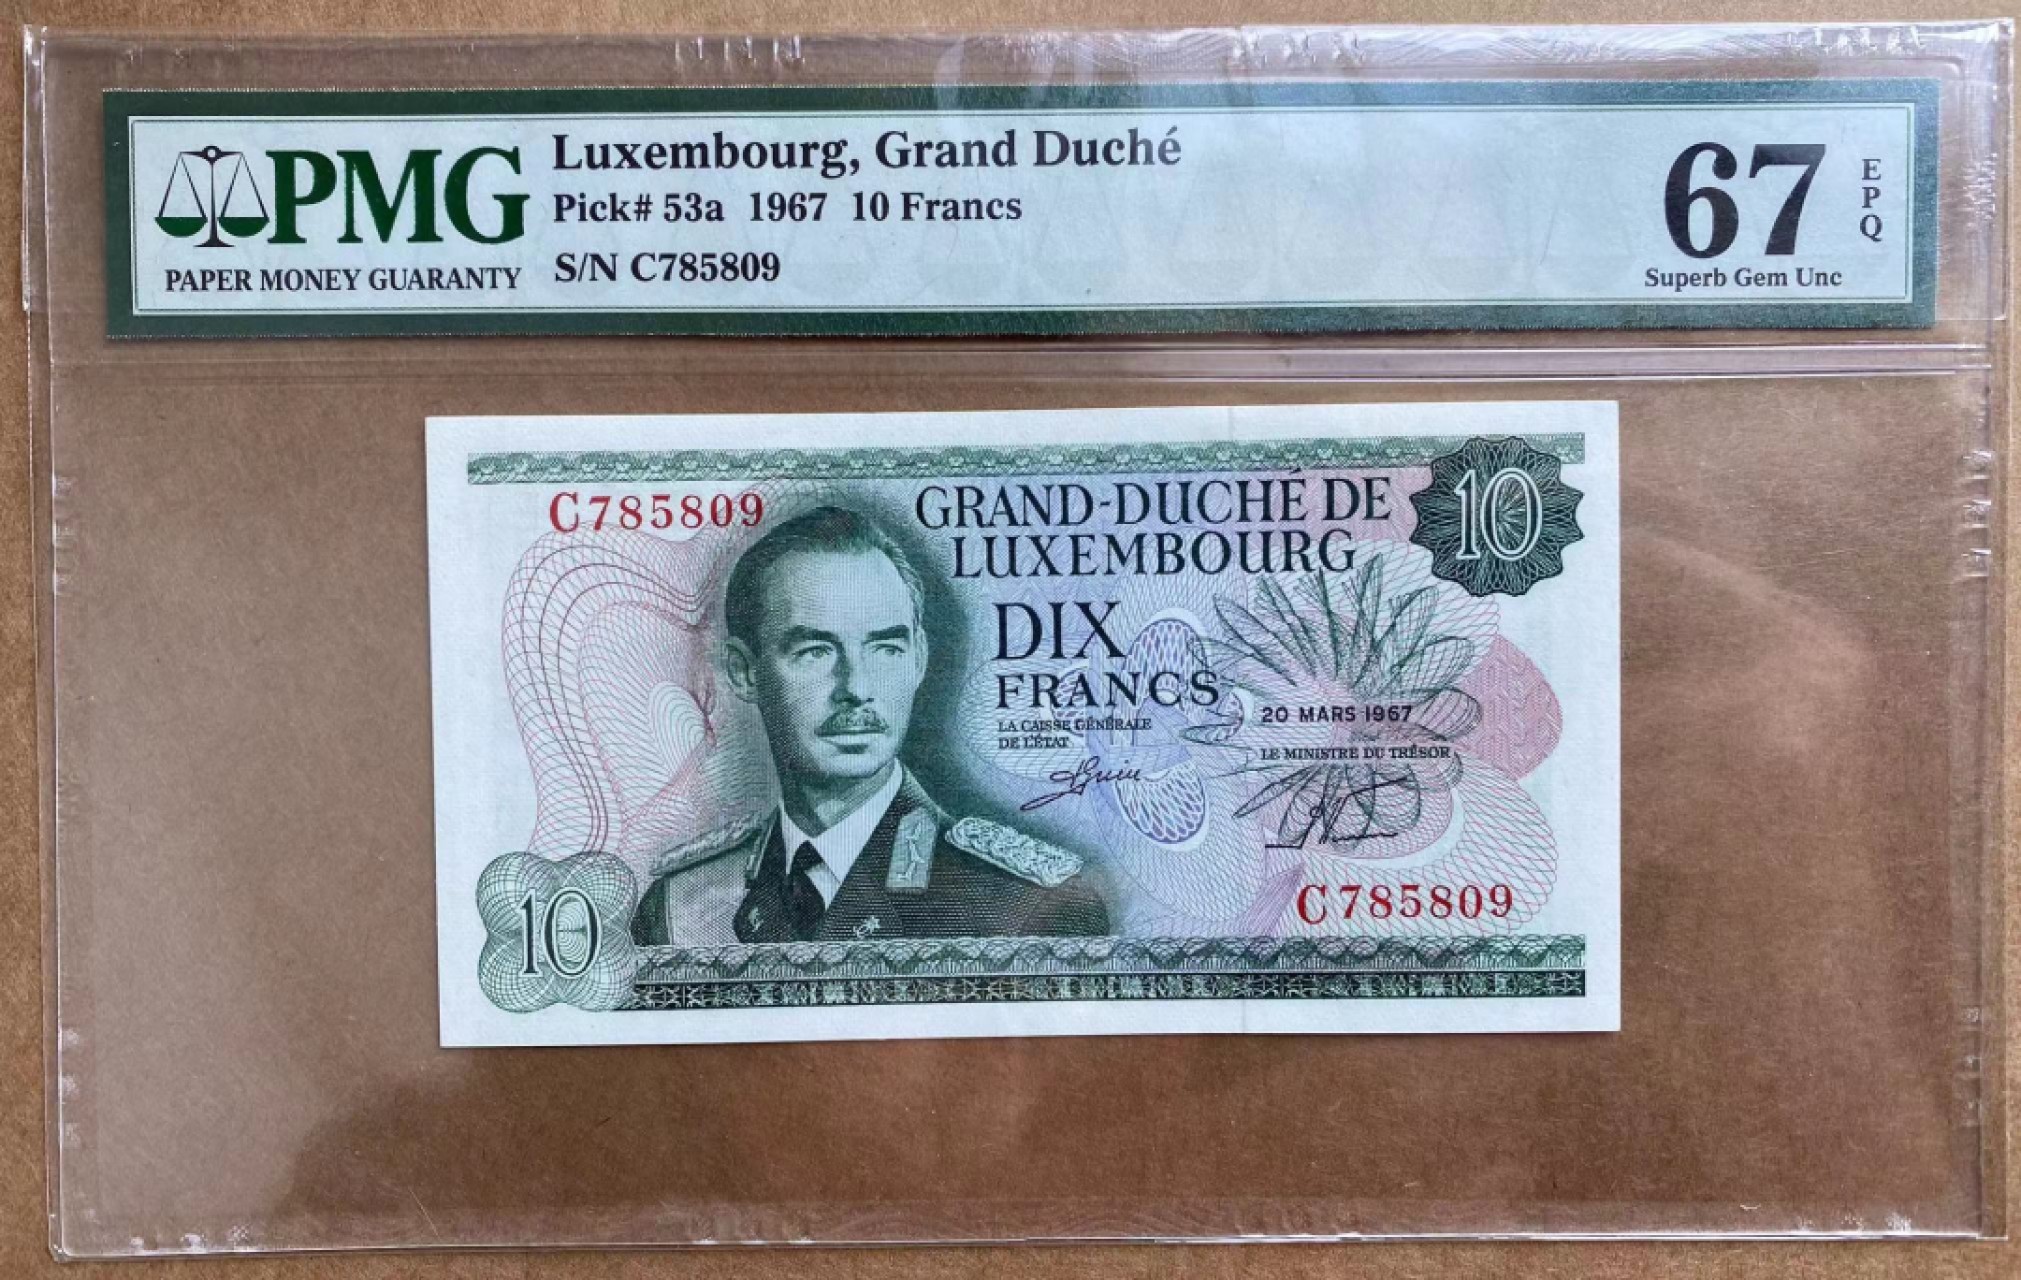 PMG
PAPER MONEY GUARANTY
Luxembourg, Grand Duché
Pick# 53a 1967 10 Francs
S/N C785809
67
EPQ
Superb Gem Unc
C785809
GRAND-DUCHÉ DE
LUXEMBOURG
10
DIX
FRANCS
LA CAISSE GÉNÉRALE
DE L'ÉTAT
20 MARS 1967
LE MINISTRE DU TRÉSOR
C785809
10